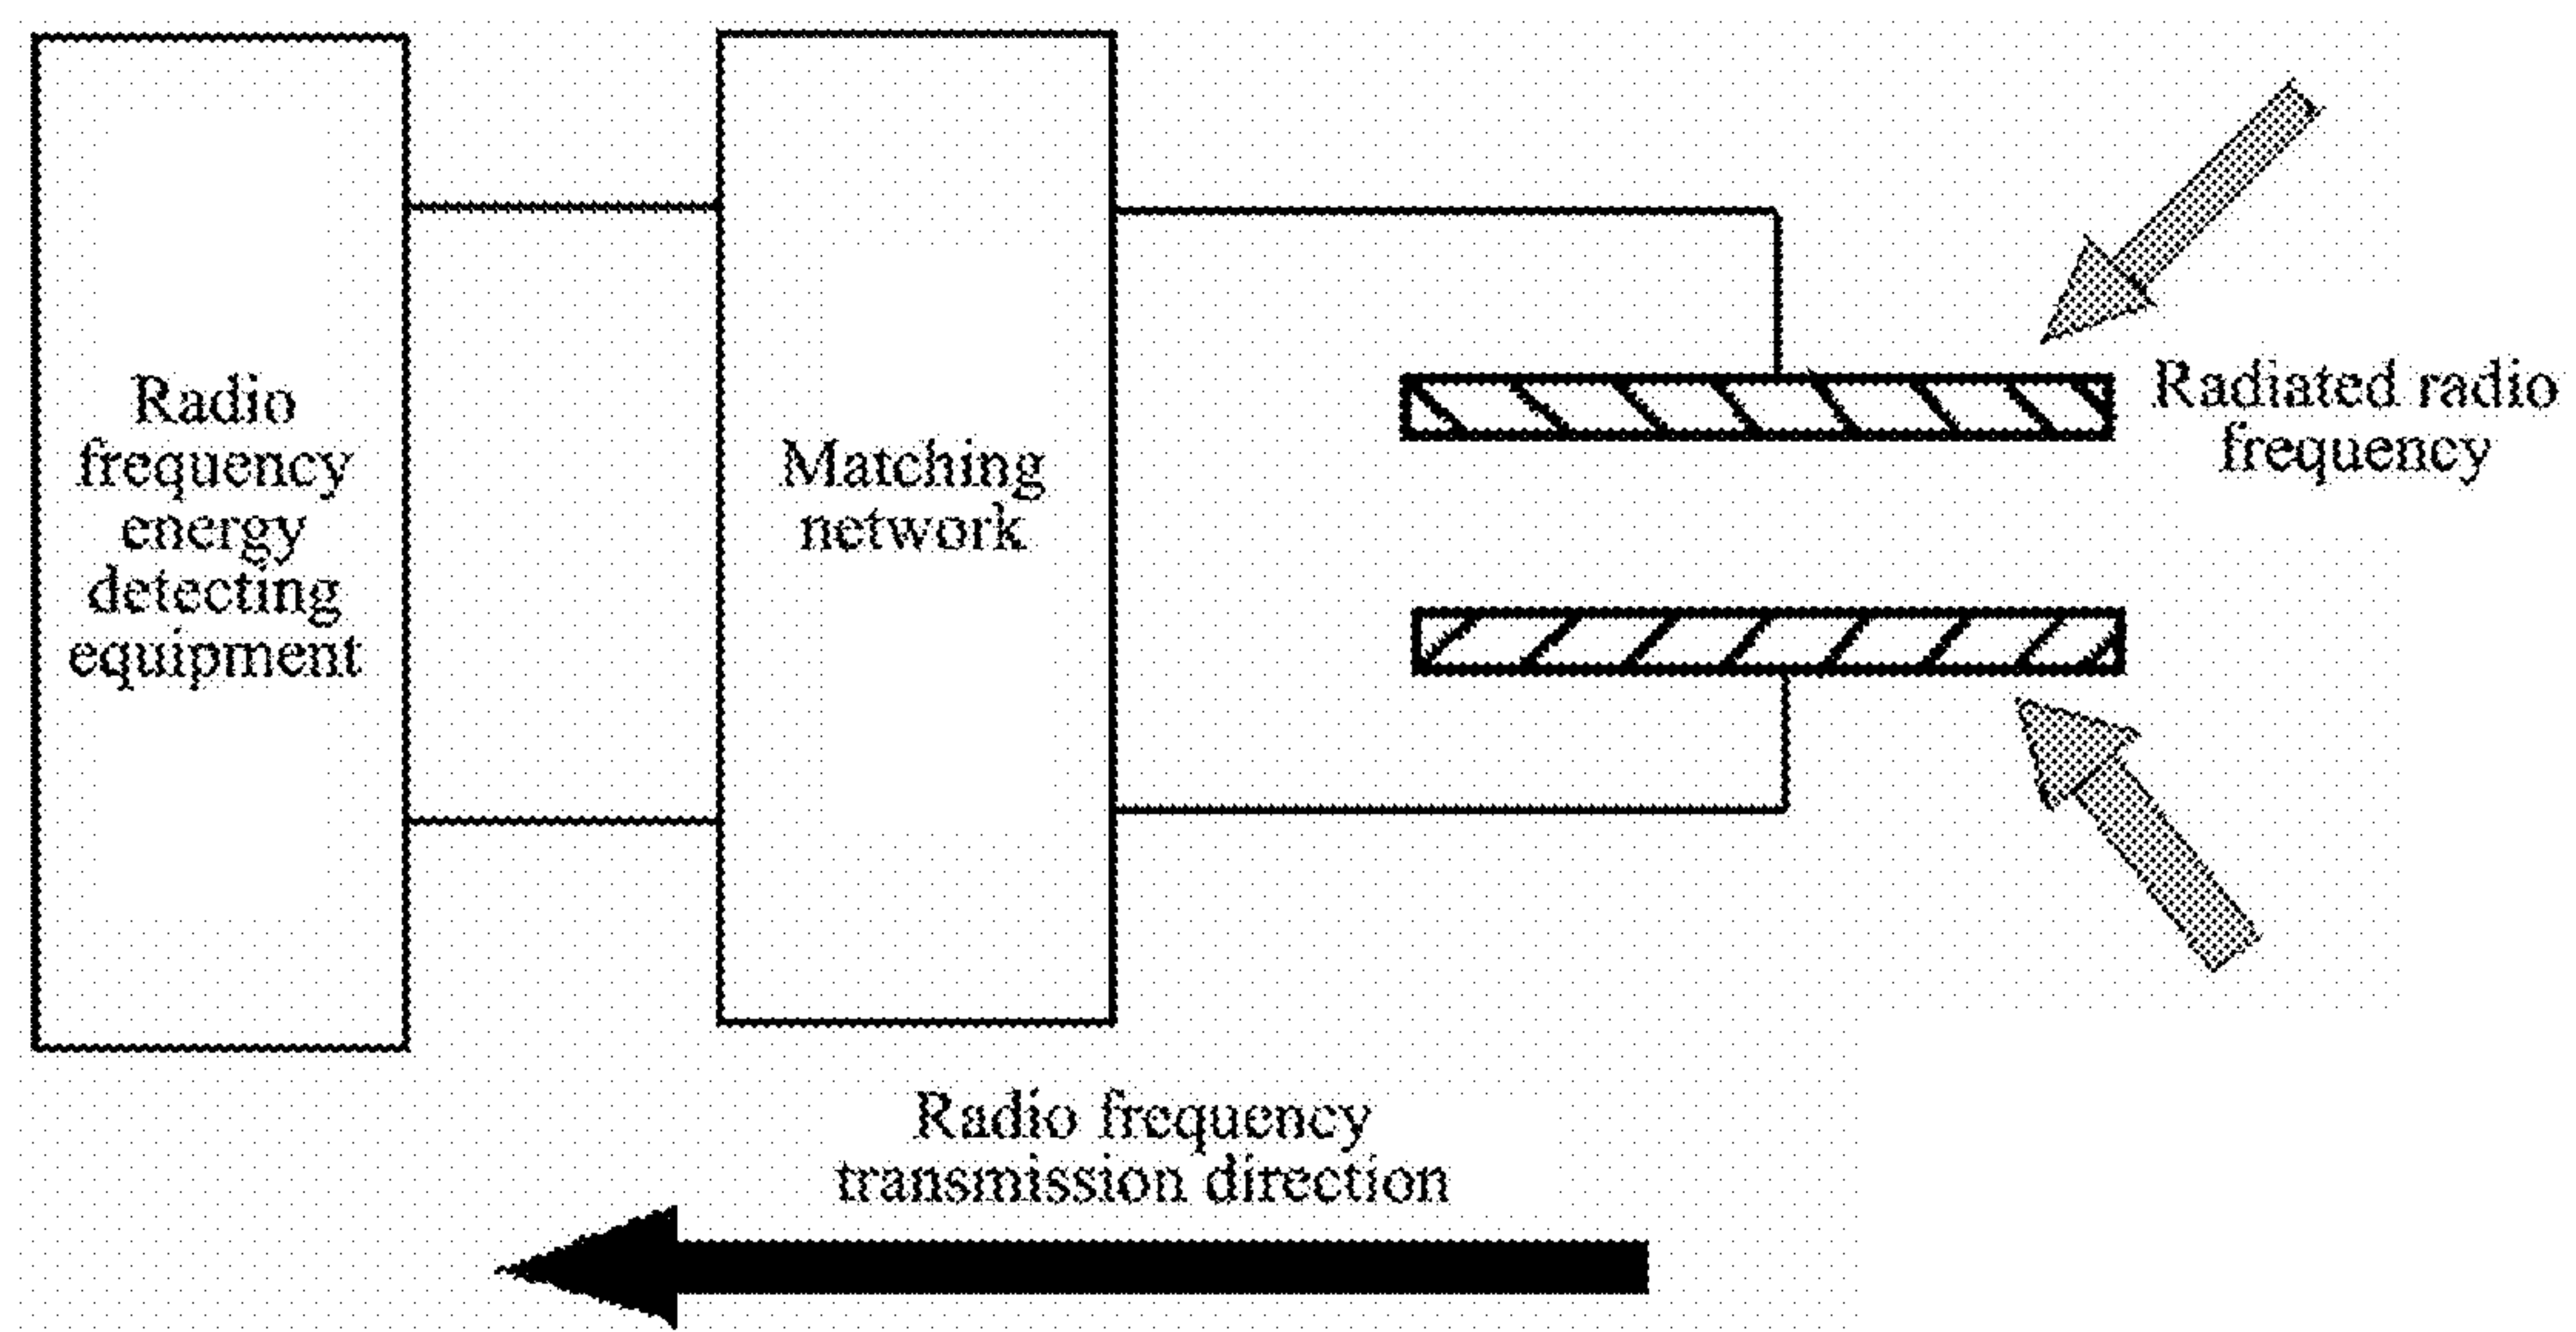 Radio
frequency
energy
detecting
equipment
Matching
network
Radiated radio
frequency
Radio frequency
transmission direction